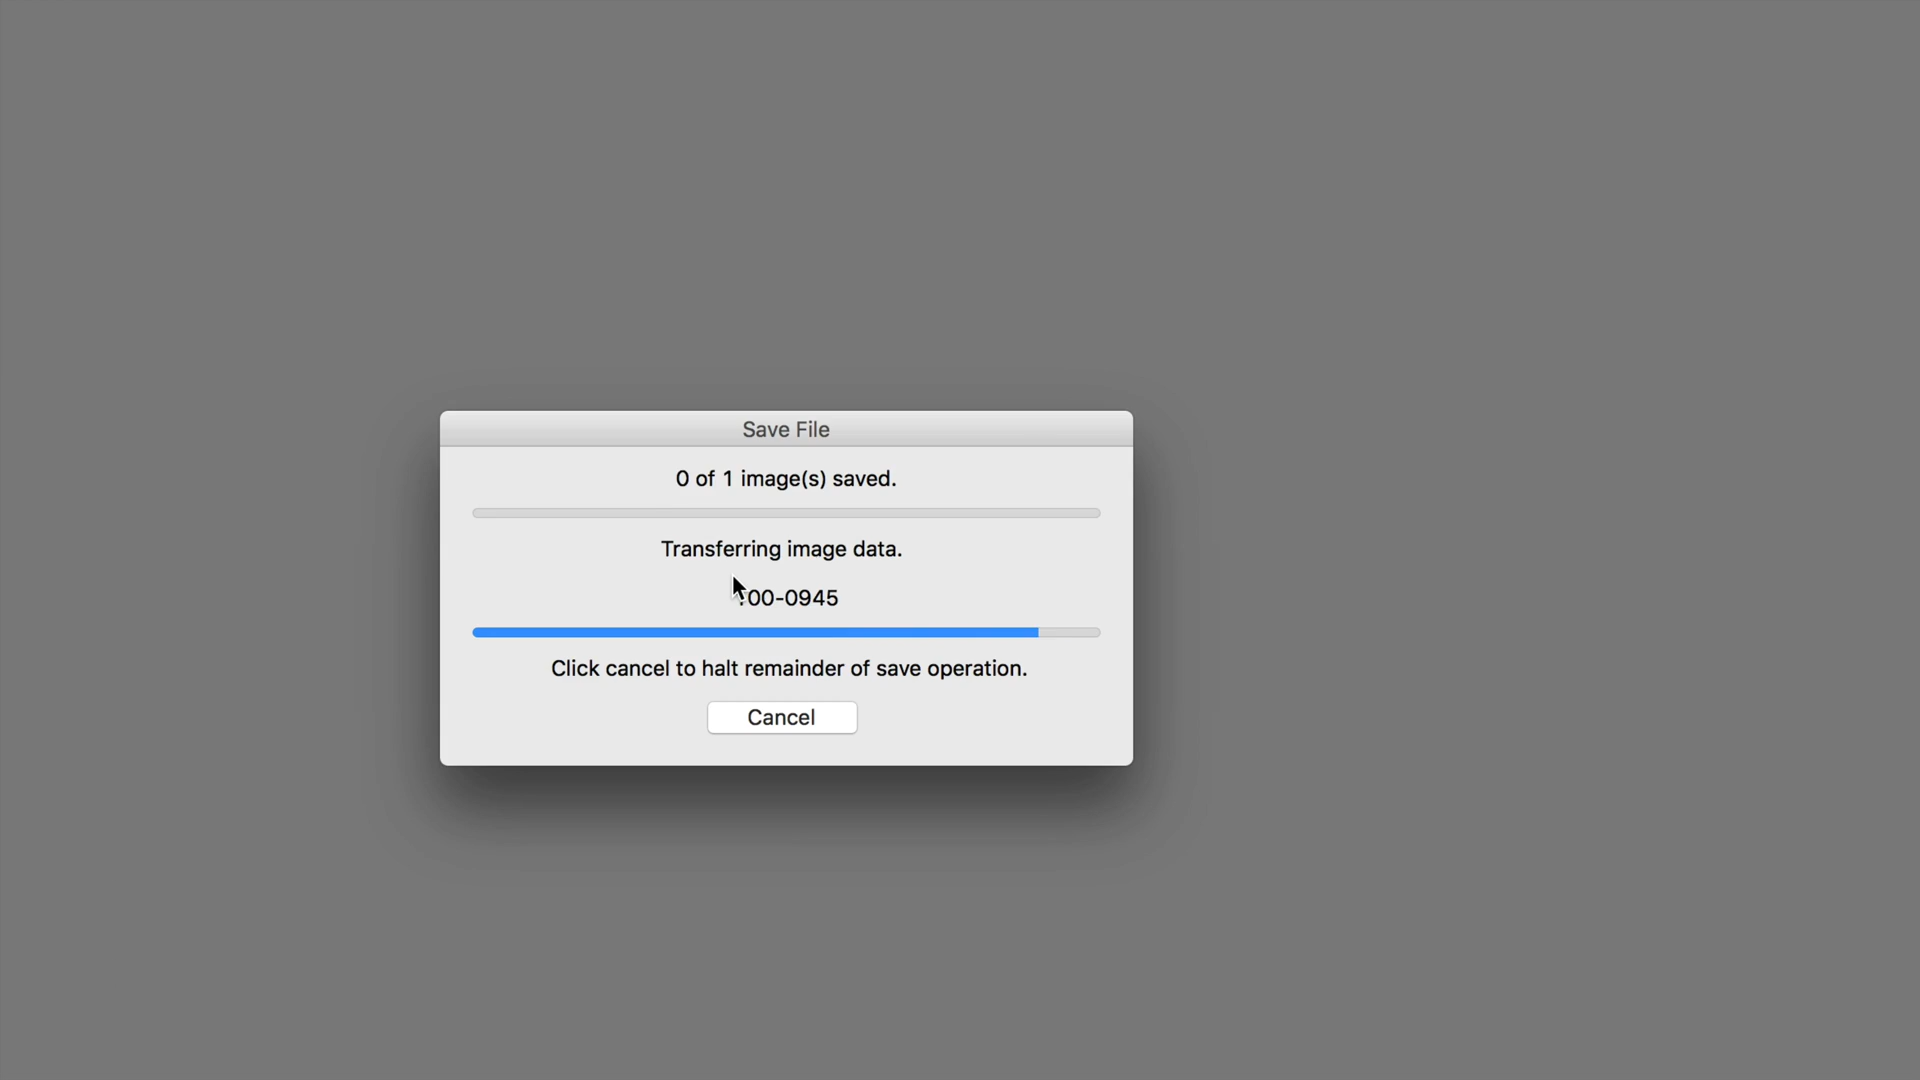 Save File
0 of 1 image(s) saved.
Transferring image data.
00-0945
Click cancel to halt remainder of save operation.
Cancel